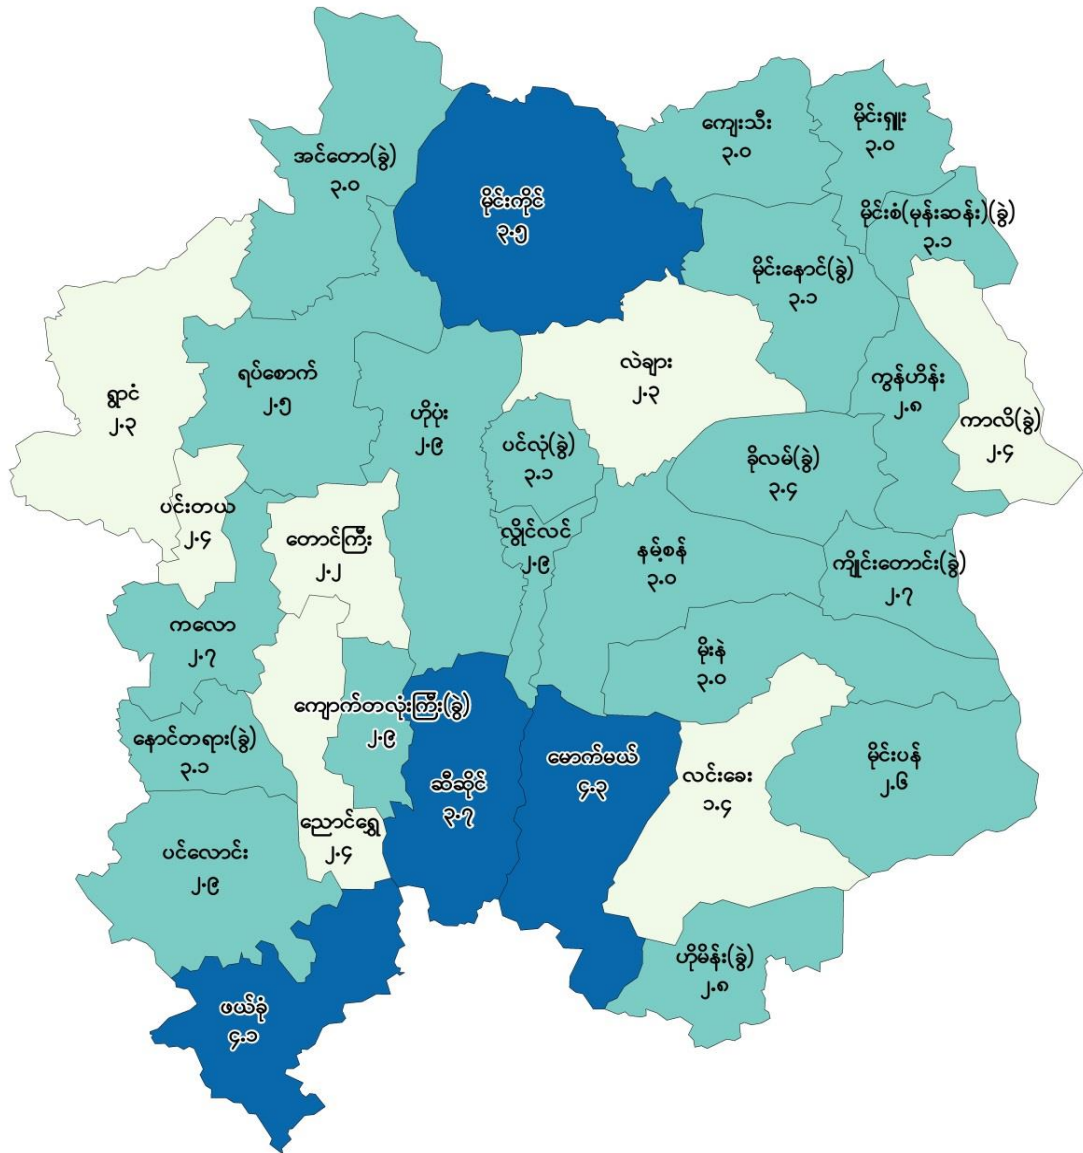 ကျေးသီး
၃.၀
မိုင်းရှူး
၃.၀
အင်တော(ခွဲ)
၃.၀
မိုင်းကိုင်
၃.၅
မိုင်းစံ(မုန်းဆန်း)(ခွဲ)
၃.၁
မိုင်းနောင်(ခွဲ)
၃.၁
ရွာငံ
၂.၃
ရပ်စောက်
၂.၅
လဲချား
၂.၃
ကွန်ဟိန်း
၂.၈
ဟိုပုံး
၂.၉
ကာလိ(ခွဲ)
၂.၄
ပင်လုံ(ခွဲ)
၃.၁
ခိုလမ်(ခွဲ)
၃.၄
ပင်းတယ
၂.၄
တောင်ကြီး
၂.၂
လွိုင်လင်
၂.၉
နမ့်စန်
၃.၀
ကျိုင်းတောင်း(ခွဲ)
၂.၇
ကလော
၂.၇
မိုးနဲ
၃.၀
ကျောက်တလုံးကြီး(ခွဲ)
၂.၉
နောင်တရား(ခွဲ)
၃.၁
ဆီဆိုင်
၃.၇
မောက်မယ်
၄.၃
လင်းခေး
၁.၄
မိုင်းပန်
၂.၆
ညောင်ရွှေ
၂.၄
ပင်လောင်း
၂.၉
ဟိုမိန်း(ခွဲ)
၂.၈
ဖယ်ခုံ
၄.၁